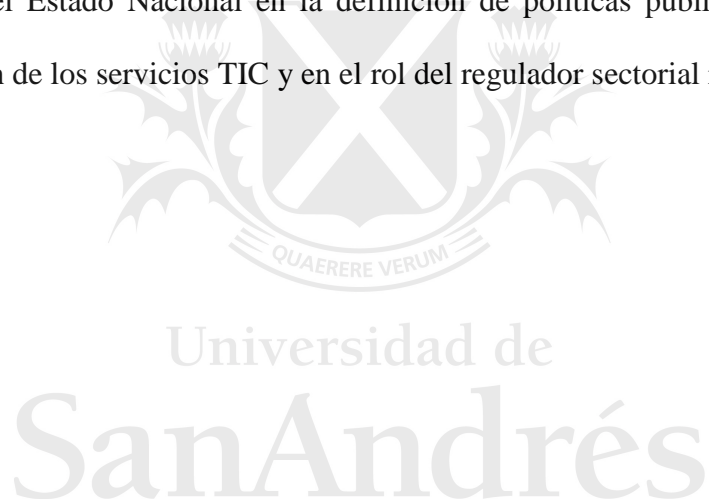 el Estado Nacional en la definición de políticas públ
n de los servicios TIC y en el rol del regulador sectorial
QUAERERE VERUM
Universidad de
SanAndrés